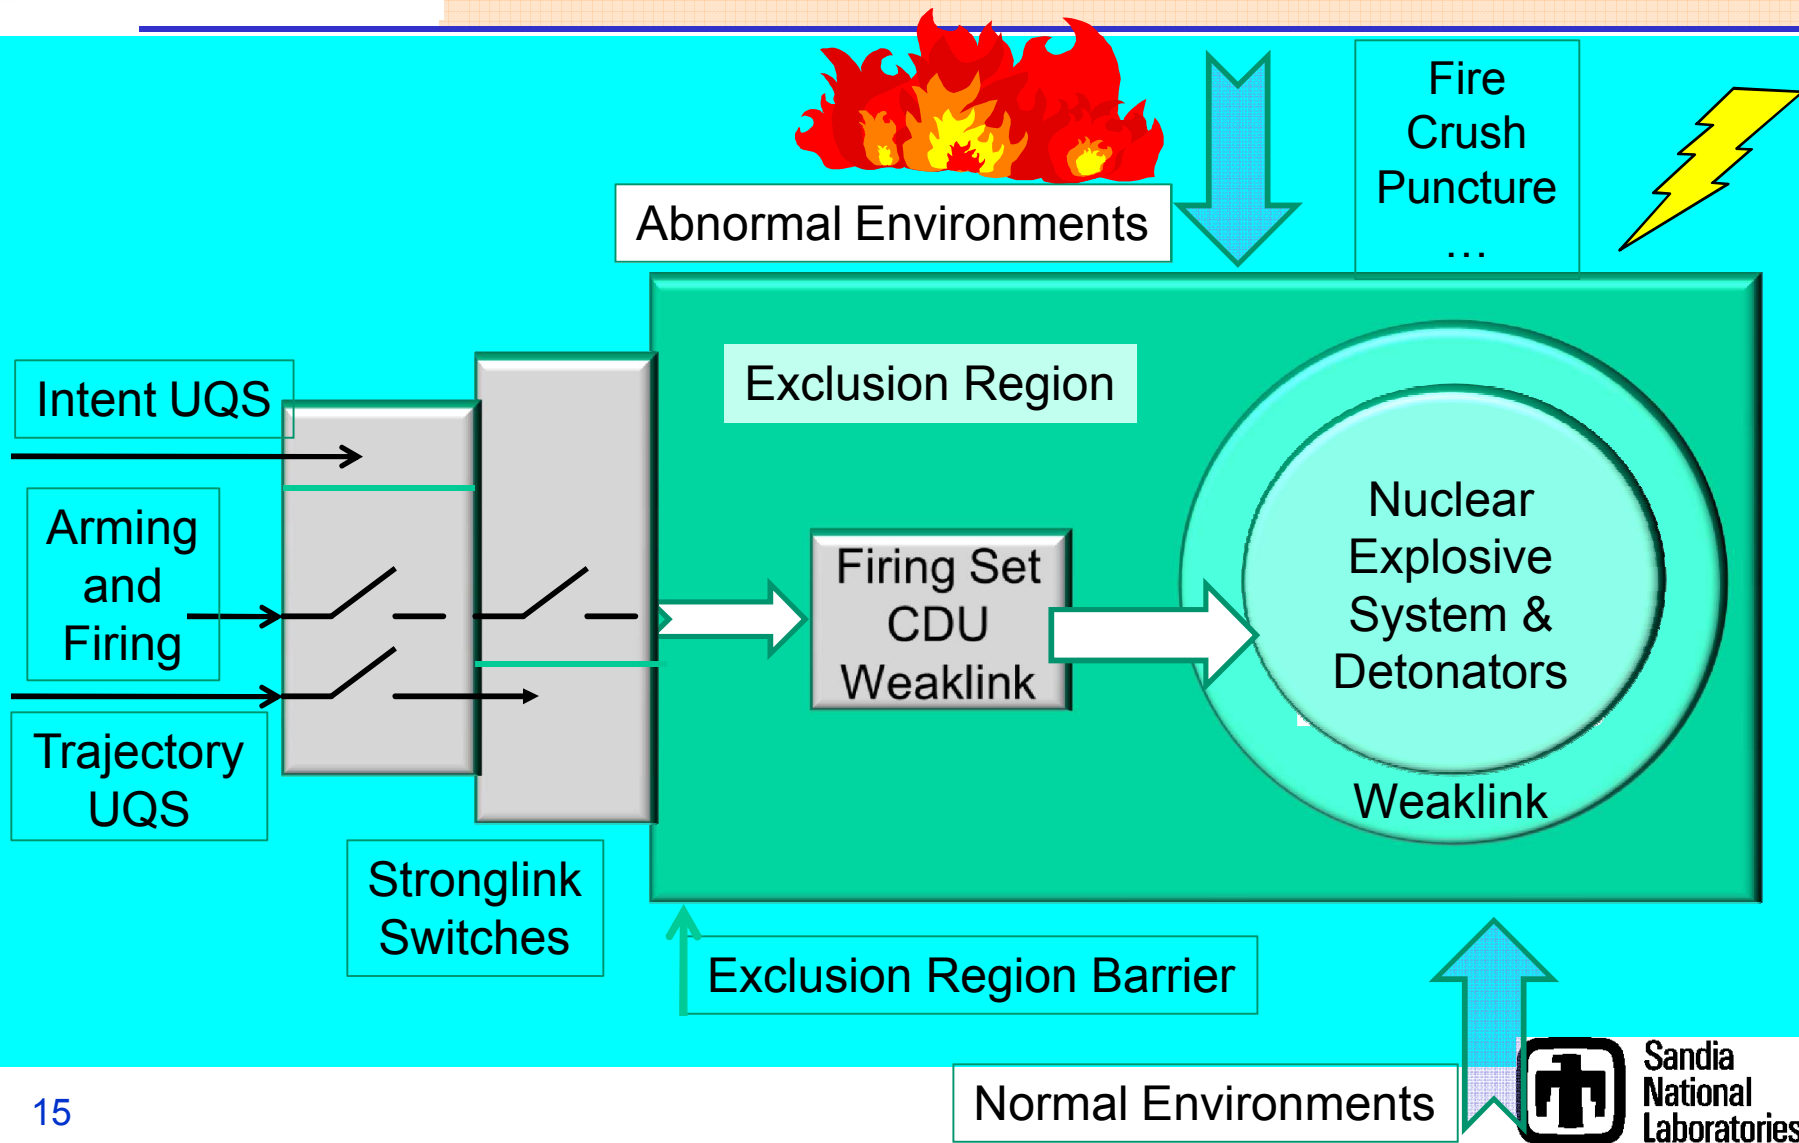 Fire
Crush
Puncture
…
Abnormal Environments
Exclusion Region
Intent UQS
Arming
and
Firing
Trajectory
UQS
Stronglink
Switches
Firing Set
CDU
Weaklink
Nuclear
Explosive
System &
Detonators
Weaklink
Exclusion Region Barrier
Normal Environments
15
Sandia
National
Laboratories